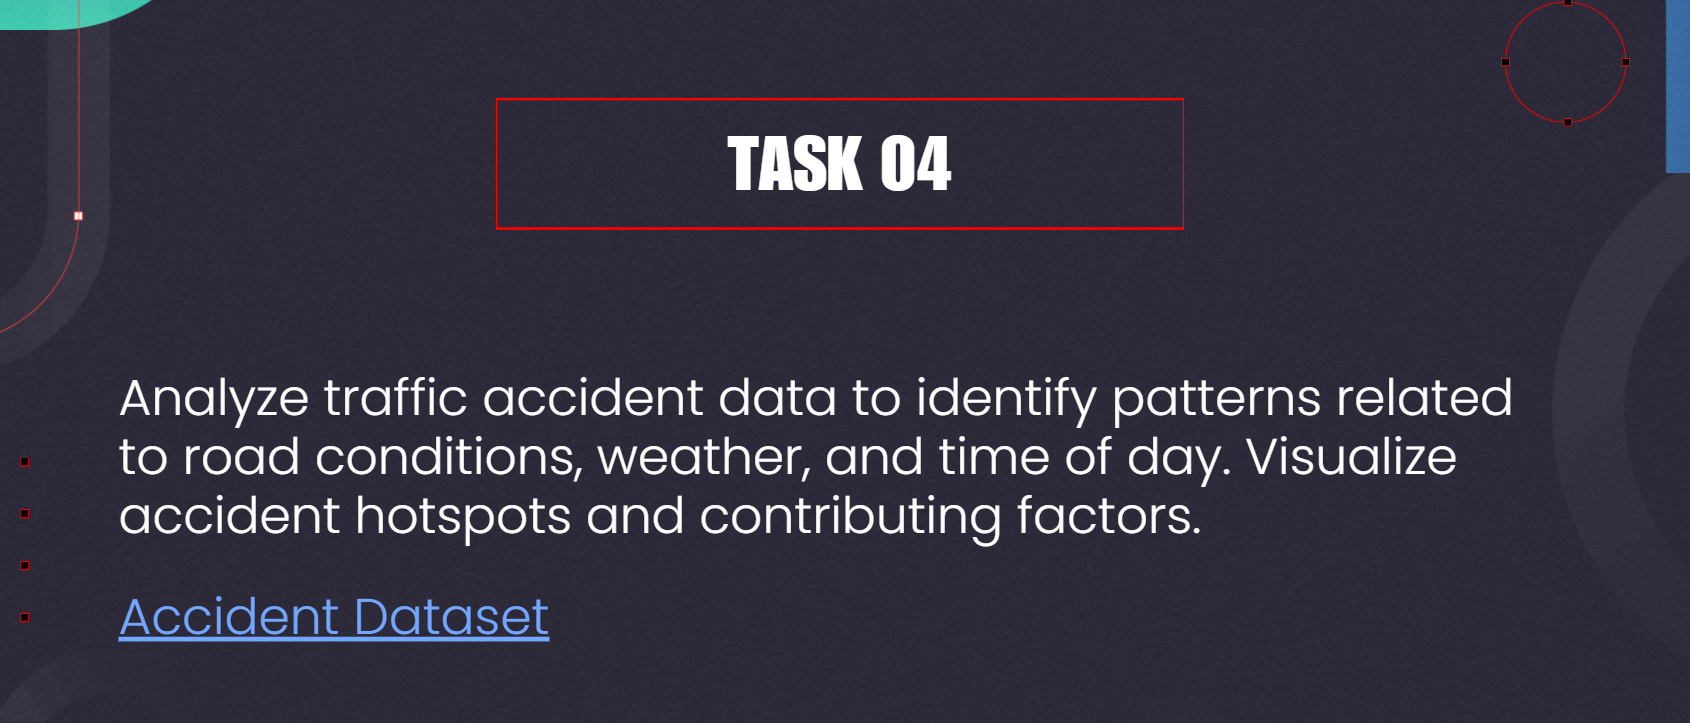 TASK 04
Analyze traffic accident data to identify patterns related
to road conditions, weather, and time of day. Visualize
accident hotspots and contributing factors.
Accident Dataset